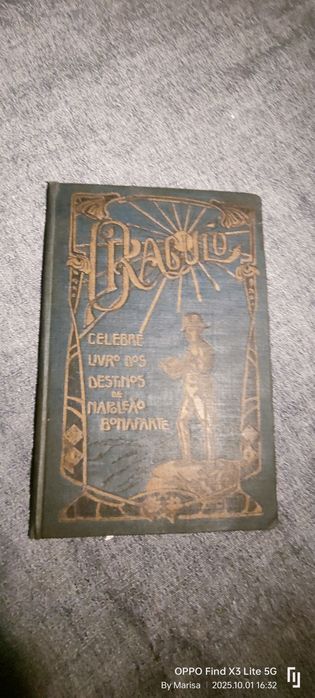 ORACULO
CELEBRE
LIVRO DOS
DESTINOS
DE
NAPOLEÃO
BONAPARTE
OPPO Find X3 Lite 5G
By Marisa | 2025.10.01 16:32